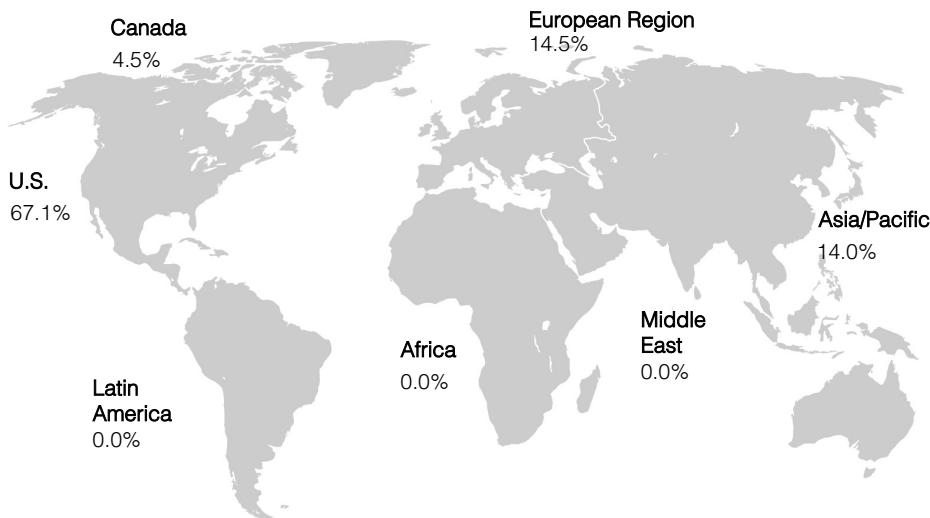 Canada
4.5%
European Region
14.5%
U.S.
67.1%
Asia/Pacific
14.0%
Middle
East
0.0%
Africa
0.0%
Latin
America
0.0%